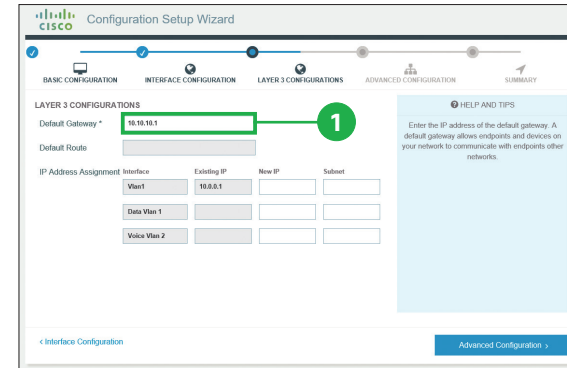 CISCO Configuration Setup Wizard
BASIC CONFIGURATION INTERFACE CONFIGURATION LAYER 3 CONFIGURATIONS ADVANCED CONFIGURATION SUMMARY
LAYER 3 CONFIGURATIONS
Default Gateway * 10.10.10.1 1
Default Route
IP Address Assignment Interface Existing IP New IP Subnet
Vlan1 10.0.0.1
Data Vlan 1
Voice Vlan 2
? HELP AND TIPS
Enter the IP address of the default gateway. A
default gateway allows endpoints and devices on
your network to communicate with endpoints other
networks.
< Interface Configuration
Advanced Configuration >